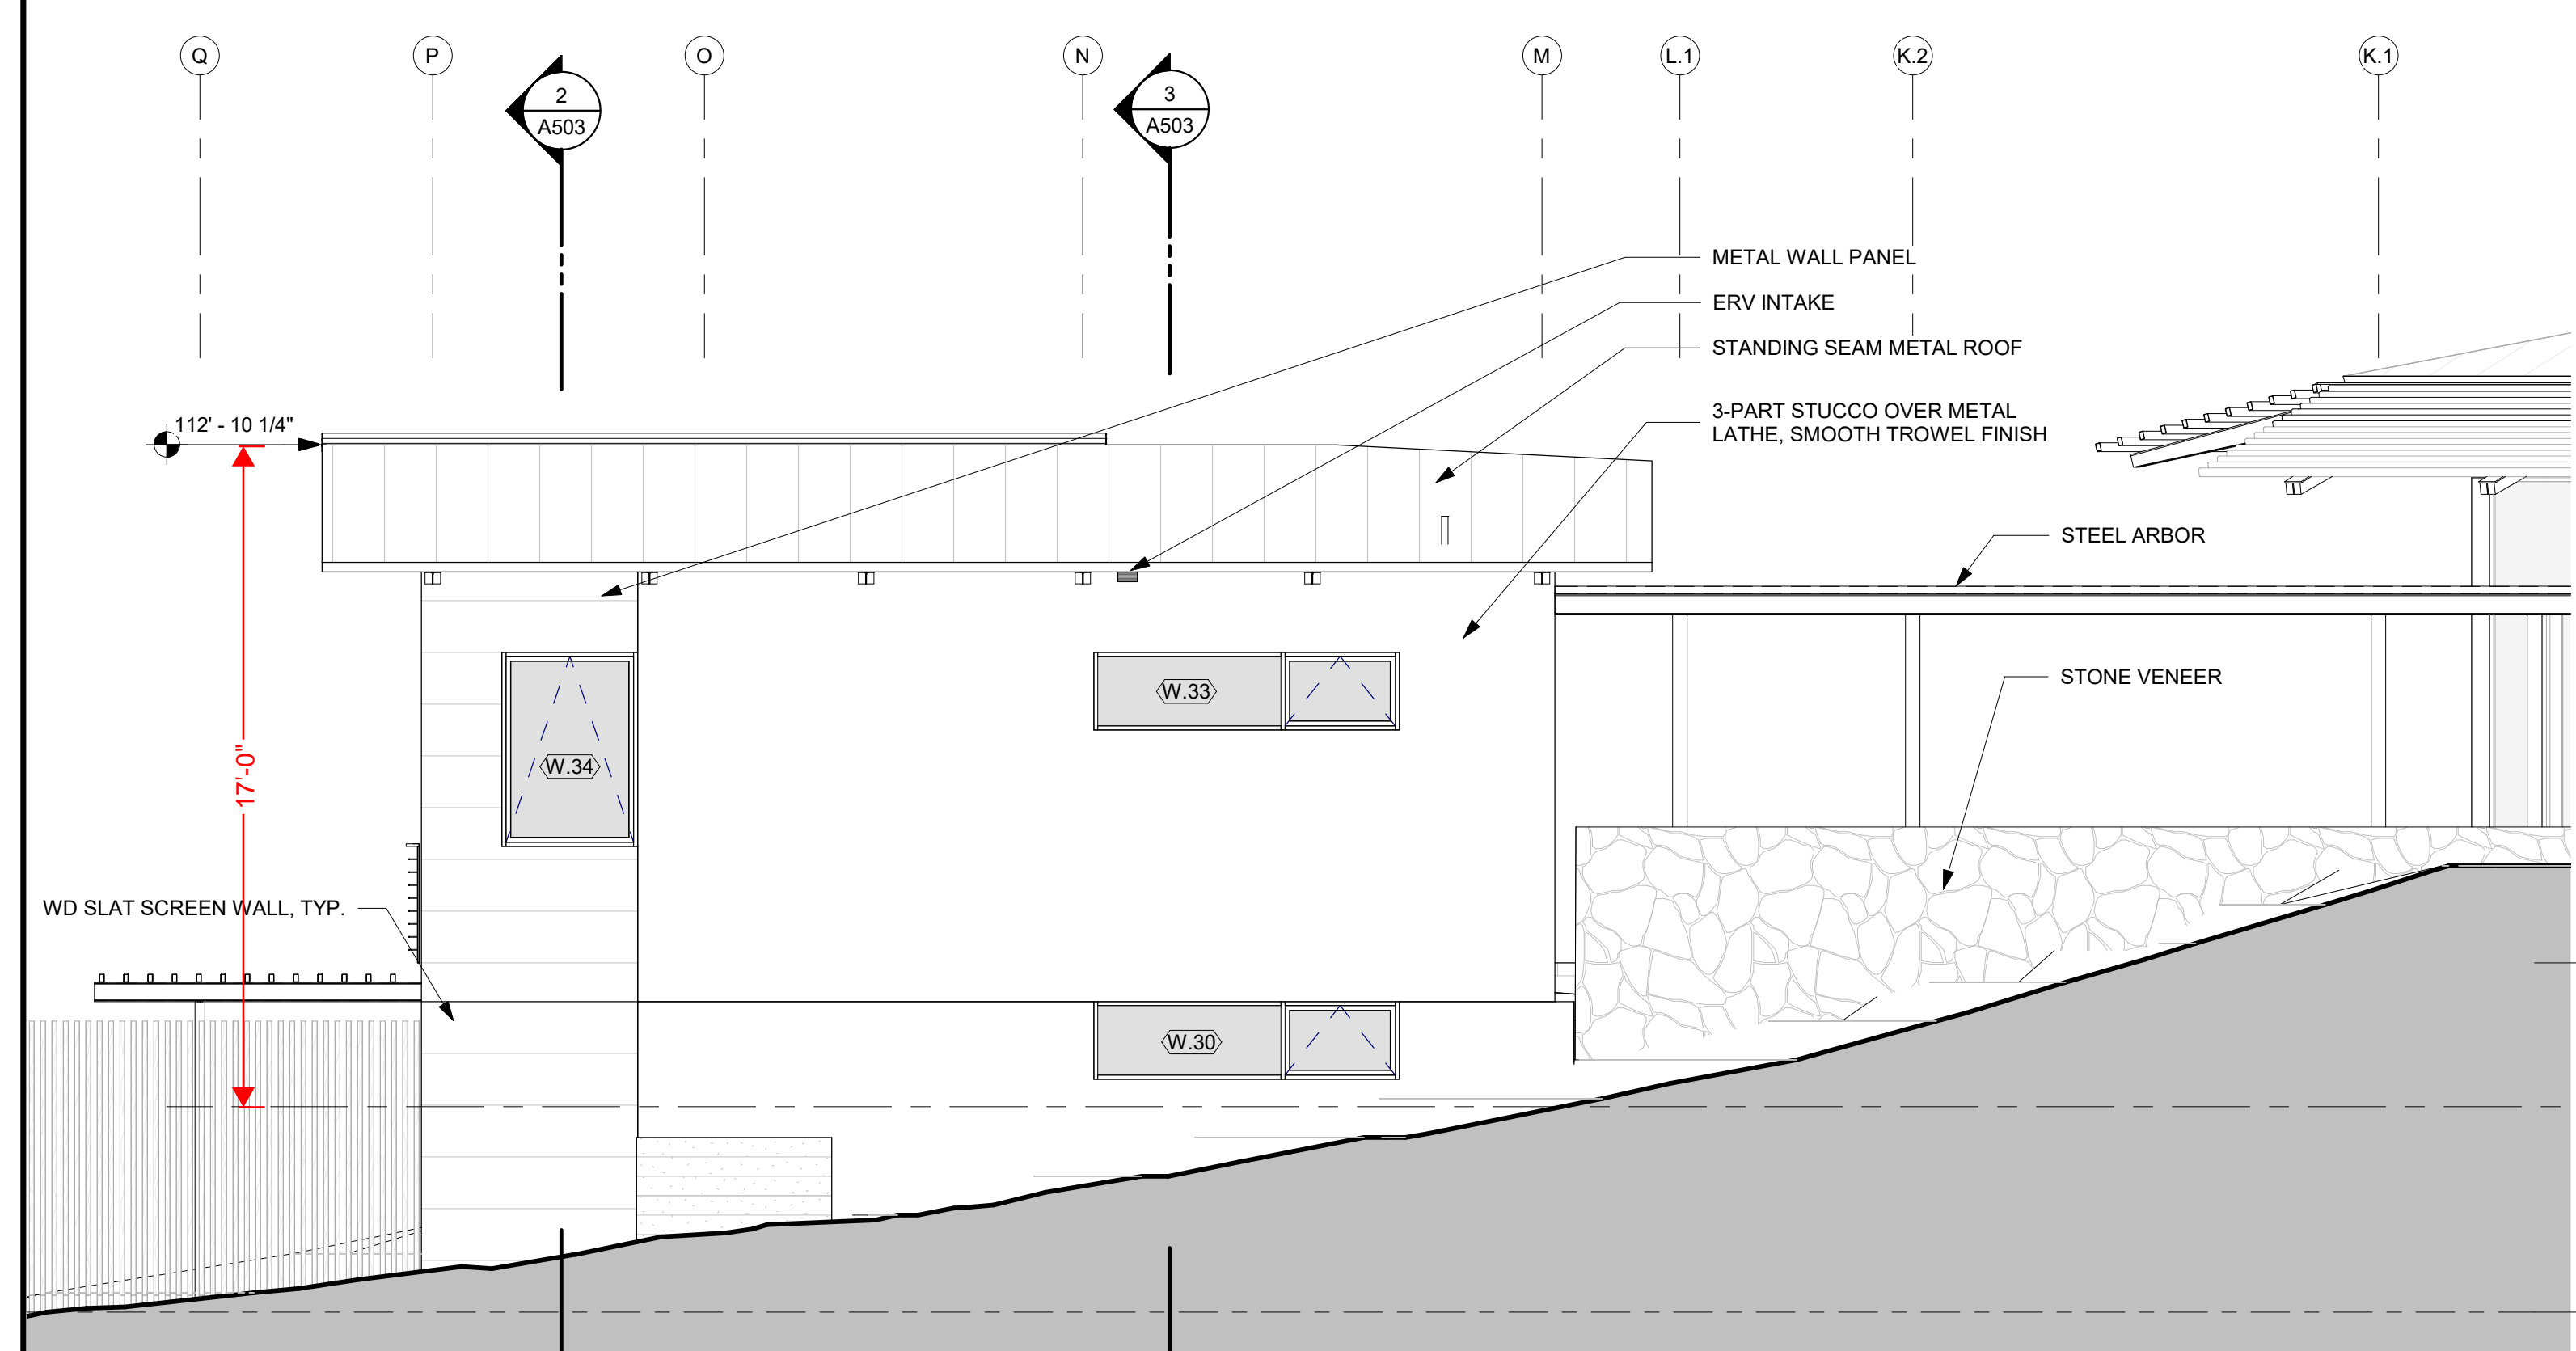 Q
P
O
N
M
L.1
K.2
K.1
2
A503
3
A503
METAL WALL PANEL
ERV INTAKE
STANDING SEAM METAL ROOF
3-PART STUCCO OVER METAL
LATHE, SMOOTH TROWEL FINISH
112' - 10 1/4"
STEEL ARBOR
STONE VENEER
W.33
W.34
17'-0"
WD SLAT SCREEN WALL, TYP.
W.30